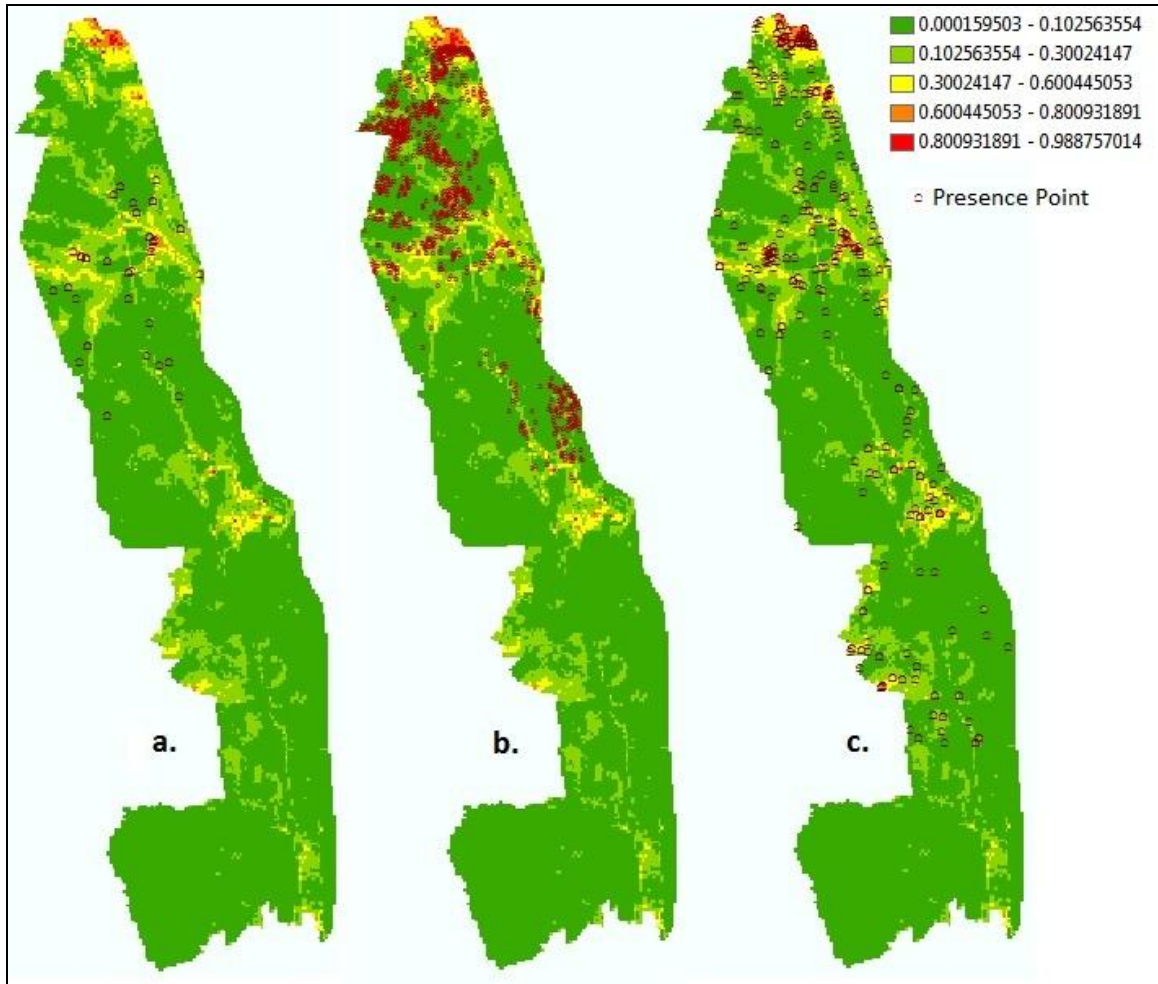 0.000159503 - 0.102563554
0.102563554 - 0.30024147
0.30024147 - 0.600445053
0.600445053 - 0.800931891
0.800931891 - 0.988757014
Presence Point
a.
b.
c.